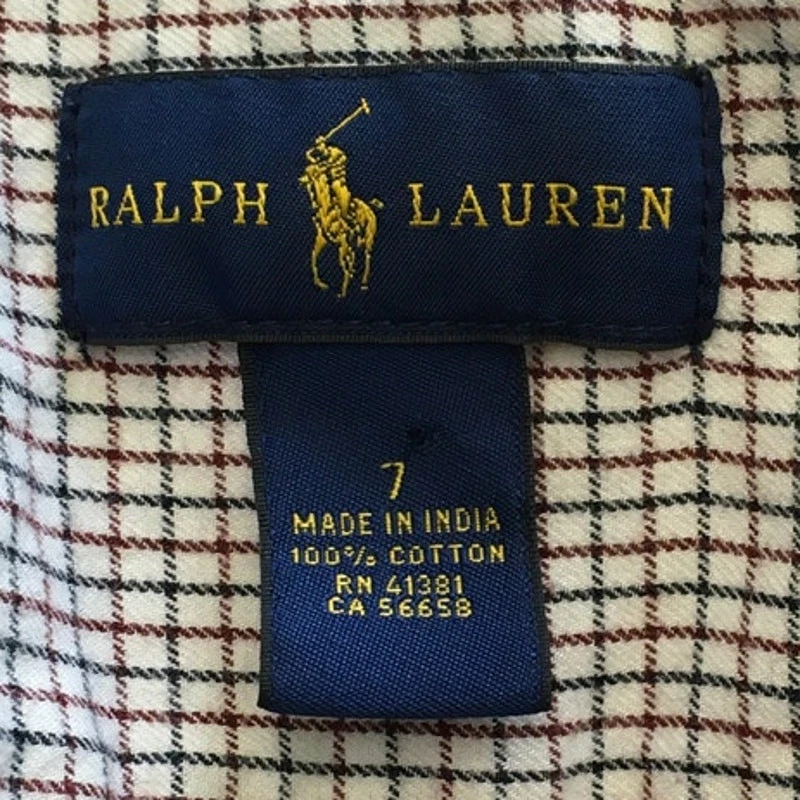 RALPH LAUREN
7
MADE IN INDIA
100% COTTON
RN 41381
CA 56658